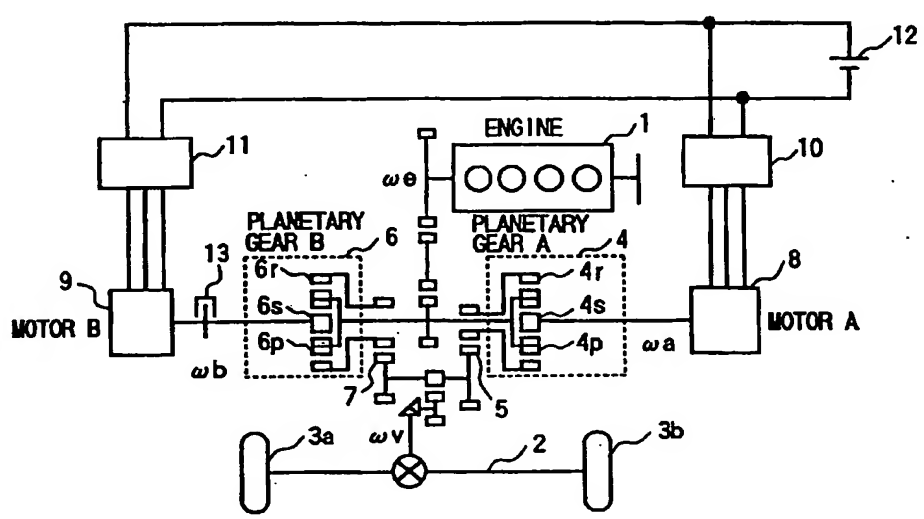 12
ENGINE
1
11
10
ωe
PLANETARY
GEAR B
6
PLANETARY
GEAR A
4
13
6r
4r
8
9
6s
4s
MOTOR B
MOTOR A
6p
4p
ωb
ωa
7
5
3a
ωv
2
3b